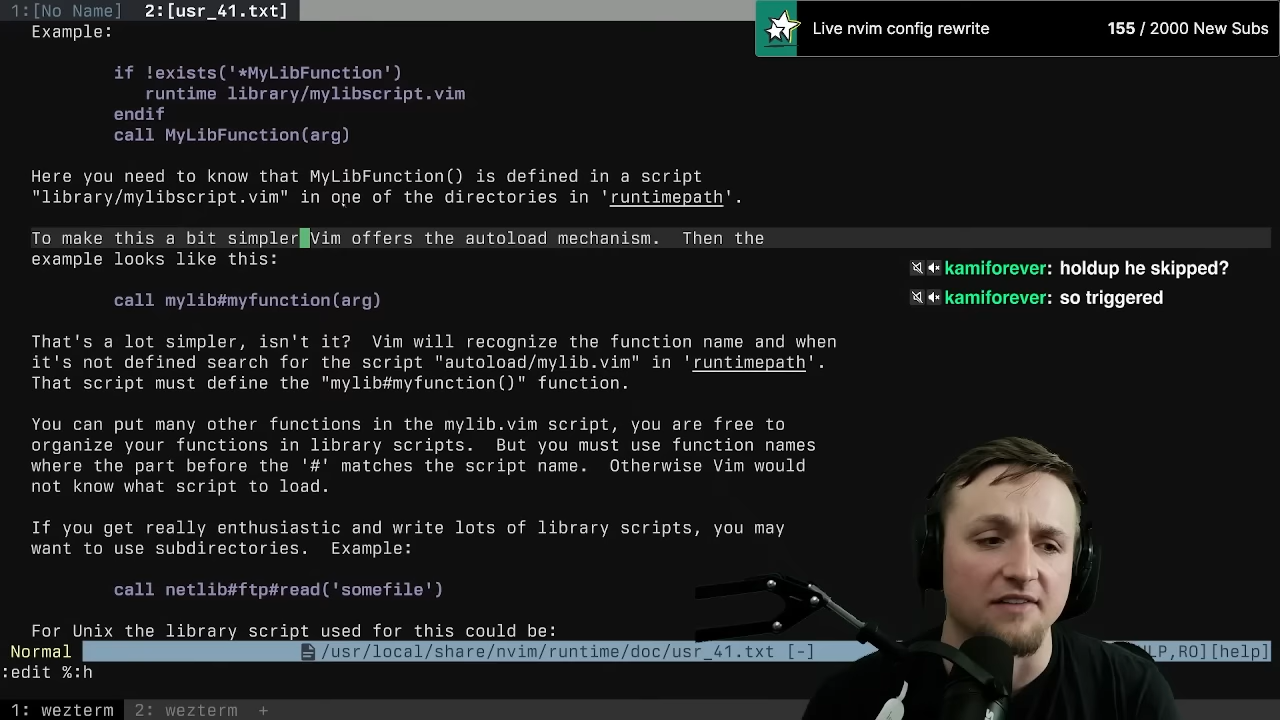 1:[No Name]  2:[usr_41.txt]
Live nvim config rewrite 155 / 2000 New Subs
Example:
if !exists('*MyLibFunction')
runtime library/mylibscript.vim
endif
call MyLibFunction(arg)
Here you need to know that MyLibFunction() is defined in a script
"library/mylibscript.vim" in one of the directories in 'runtimepath'.
To make this a bit simpler Vim offers the autoload mechanism.  Then the
example looks like this:
call mylib#myfunction(arg)
That's a lot simpler, isn't it?  Vim will recognize the function name and when
it's not defined search for the script "autoload/mylib.vim" in 'runtimepath'.
That script must define the "mylib#myfunction()" function.
You can put many other functions in the mylib.vim script, you are free to
organize your functions in library scripts.  But you must use function names
where the part before the '#' matches the script name.  Otherwise Vim would
not know what script to load.
If you get really enthusiastic and write lots of library scripts, you may
want to use subdirectories.  Example:
call netlib#ftp#read('somefile')
For Unix the library script used for this could be:
kamiforever: holdup he skipped?
kamiforever: so triggered
Normal /usr/local/share/nvim/runtime/doc/usr_41.txt [-] LP,RO][help]
:edit %:h
1: wezterm 2: wezterm +